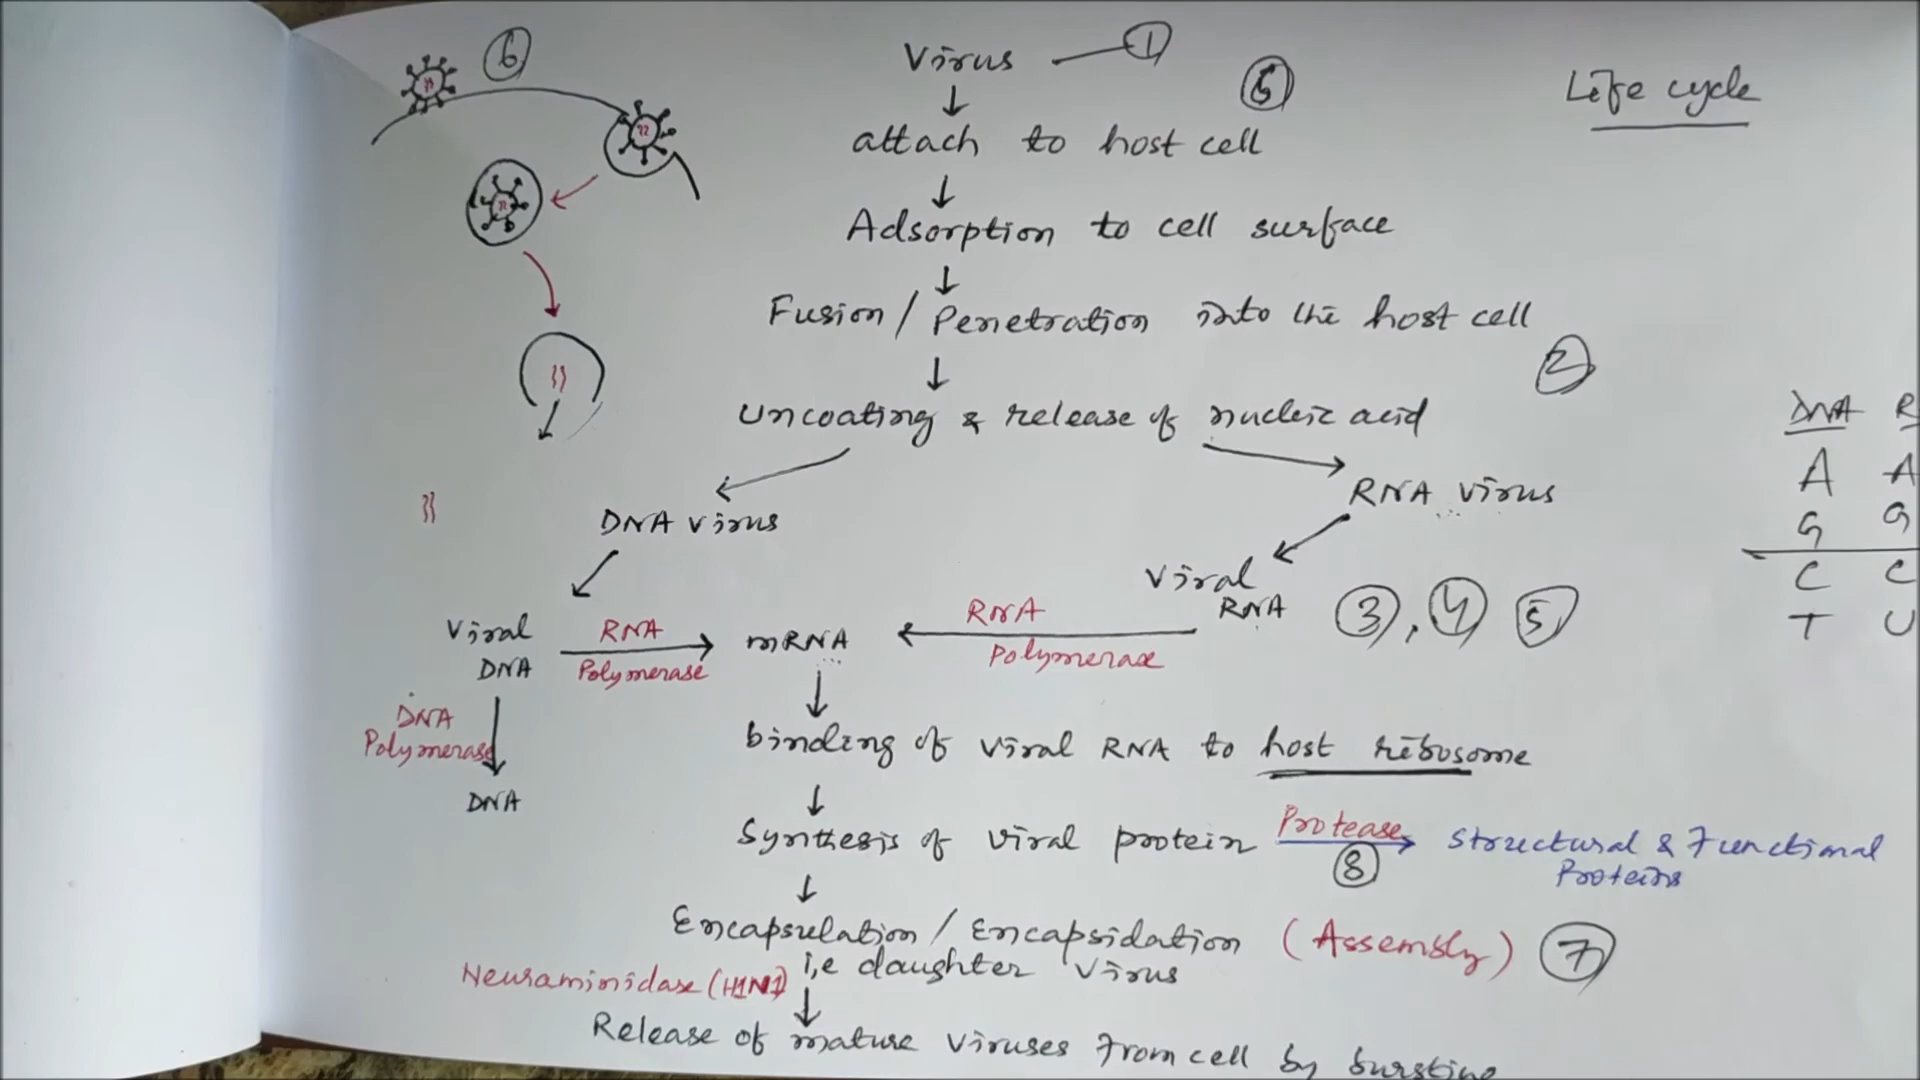 Life cycle
6
Virus — 1
6
attach to host cell
Adsorption to cell surface
Fusion / Penetration into the host cell
2
Uncoating & release of nucleic acid
DNA virus
RNA virus
Viral RNA
3, 4 5
Viral DNA
RNA Polymerase
mRNA
RNA Polymerase
DNA Polymerase
DNA
binding of viral RNA to host ribosome
Synthesis of viral protein
Protease
8
Structural & Functional
Proteins
Encapsulation / Encapsidation (Assembly) 7
i,e daughter virus
Neuraminidase (H1N1)
Release of mature viruses from cell by bursting
DNA R
A A
G G
C C
T U